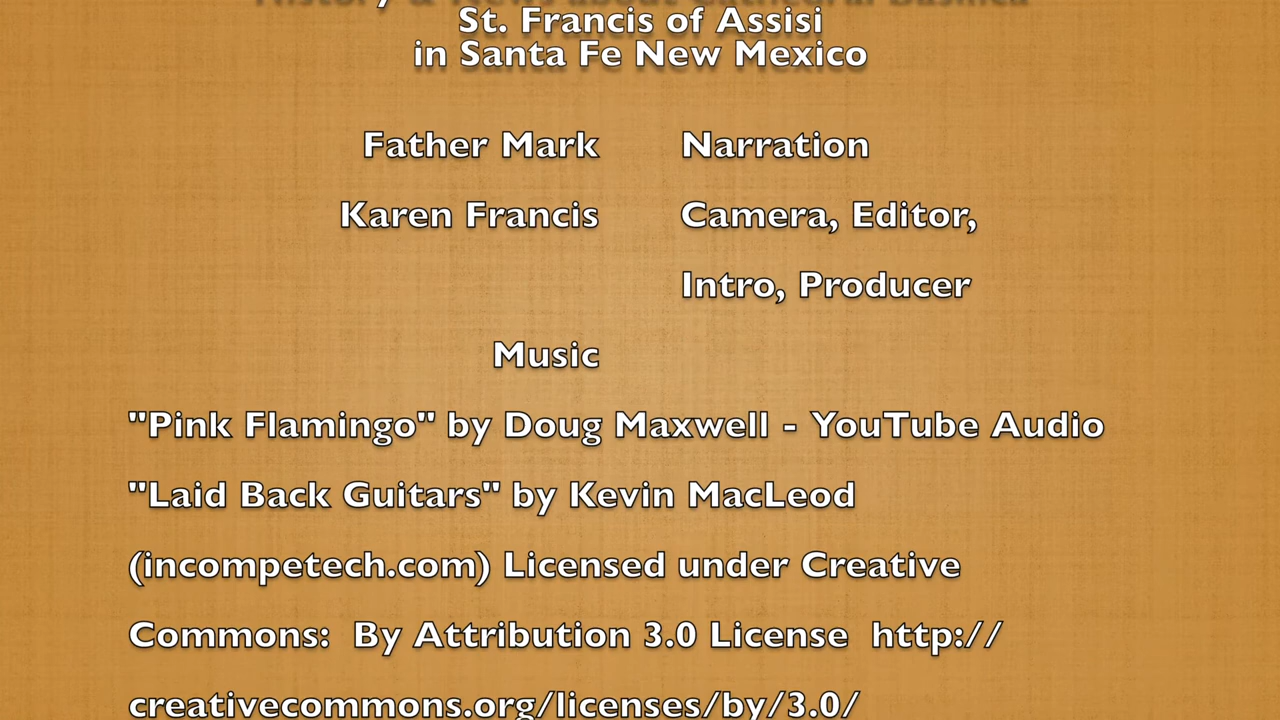 St. Francis of Assisi
in Santa Fe New Mexico
Father Mark Narration
Karen Francis Camera, Editor,
Intro, Producer
Music
"Pink Flamingo" by Doug Maxwell - YouTube Audio
"Laid Back Guitars" by Kevin MacLeod
(incompetech.com) Licensed under Creative
Commons:  By Attribution 3.0 License  http://
creativecommons.org/licenses/by/3.0/